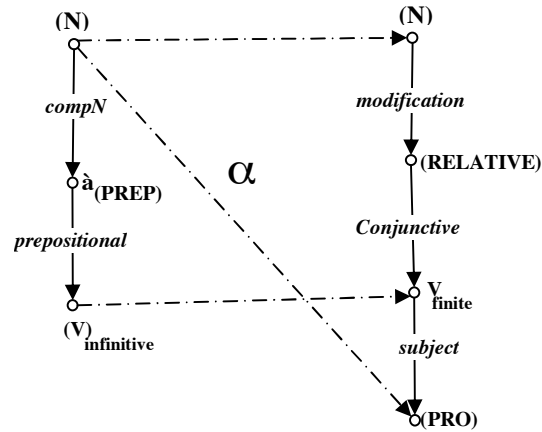 (N)
(N)
compN
modification
α
à(PREP)
(RELATIVE)
prepositional
Conjunctive
(V)infinitive
Vfinite
subject
(PRO)